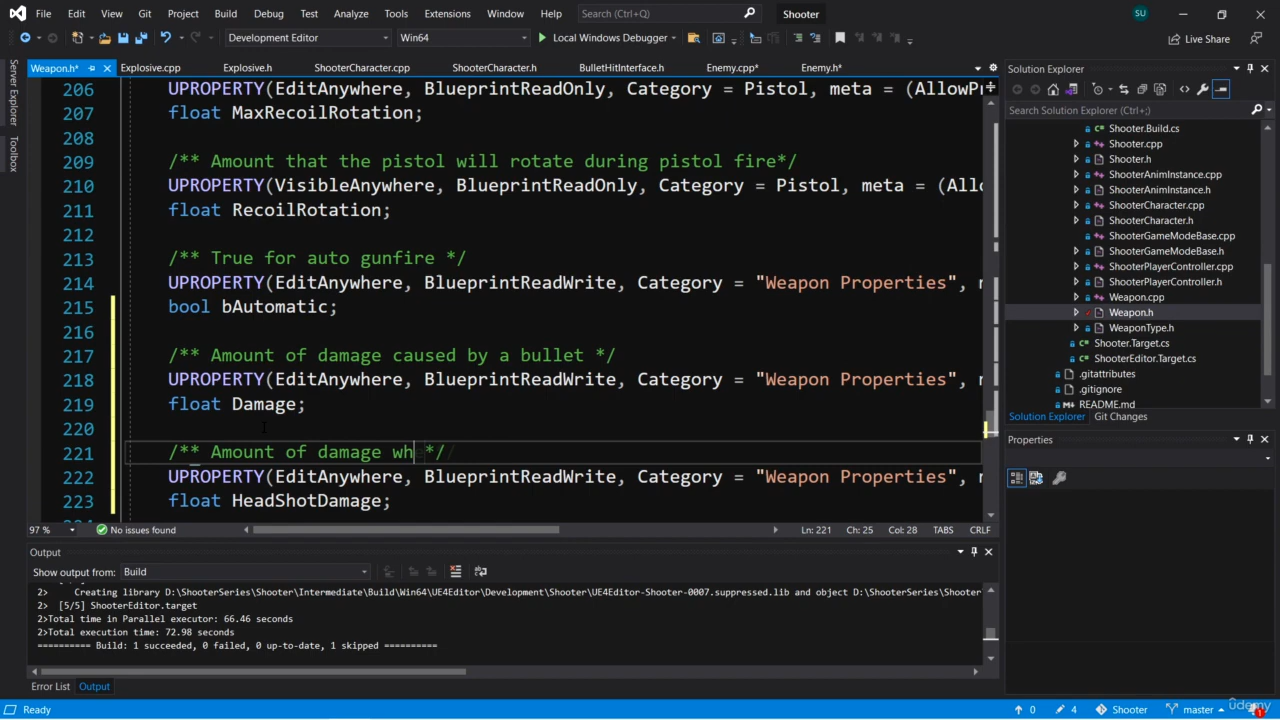 File Edit View Git Project Build Debug Test Analyze Tools Extensions Window Help Search (Ctrl+Q) Shooter SU
Development Editor Win64 Local Windows Debugger Live Share
Server Explorer
Toolbox
Weapon.h* Explosive.cpp Explosive.h ShooterCharacter.cpp ShooterCharacter.h BulletHitInterface.h Enemy.cpp* Enemy.h*
206 UPROPERTY(EditAnywhere, BlueprintReadOnly, Category = Pistol, meta = (AllowPr
207 float MaxRecoilRotation;
208
209 /** Amount that the pistol will rotate during pistol fire*/
210 UPROPERTY(VisibleAnywhere, BlueprintReadOnly, Category = Pistol, meta = (Allo
211 float RecoilRotation;
212
213 /** True for auto gunfire */
214 UPROPERTY(EditAnywhere, BlueprintReadWrite, Category = "Weapon Properties",
215 bool bAutomatic;
216
217 /** Amount of damage caused by a bullet */
218 UPROPERTY(EditAnywhere, BlueprintReadWrite, Category = "Weapon Properties",
219 float Damage;
220
221 /** Amount of damage wh */
222 UPROPERTY(EditAnywhere, BlueprintReadWrite, Category = "Weapon Properties",
223 float HeadShotDamage;
97 % No issues found Ln: 221 Ch: 25 Col: 28 TABS CRLF
Output
Show output from: Build
2> Creating library D:\ShooterSeries\Shooter\Intermediate\Build\Win64\UE4Editor\Development\Shooter\UE4Editor-Shooter-0007.suppressed.lib and object D:\ShooterSeries\Shooter
2> [5/5] ShooterEditor.target
2>Total time in Parallel executor: 66.46 seconds
2>Total execution time: 72.98 seconds
========== Build: 1 succeeded, 0 failed, 0 up-to-date, 1 skipped ==========
Error List Output
Solution Explorer
Search Solution Explorer (Ctrl+;)
Shooter.Build.cs
Shooter.cpp
Shooter.h
ShooterAnimInstance.cpp
ShooterAnimInstance.h
ShooterCharacter.cpp
ShooterCharacter.h
ShooterGameModeBase.cpp
ShooterGameModeBase.h
ShooterPlayerController.cpp
ShooterPlayerController.h
Weapon.cpp
Weapon.h
WeaponType.h
Shooter.Target.cs
ShooterEditor.Target.cs
.gitattributes
.gitignore
README.md
Solution Explorer Git Changes
Properties
Ready 0 4 Shooter master 1
udemy